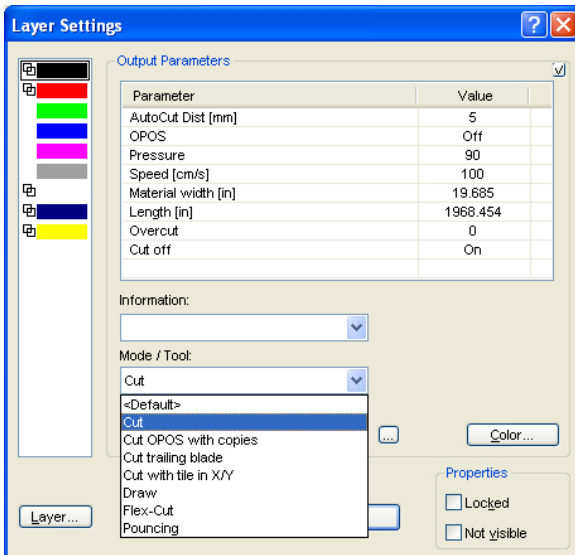 Layer Settings
Output Parameters
Parameter Value
AutoCut Dist [mm] 5
OPOS Off
Pressure 90
Speed [cm/s] 100
Material width [in] 19.685
Length [in] 1968.454
Overcut 0
Cut off On
Information:
Mode / Tool:
Cut
<Default>
Cut
Cut OPOS with copies
Cut trailing blade
Cut with tile in X/Y
Draw
Flex-Cut
Pouncing
...
Color...
Properties
Locked
Not visible
Layer...